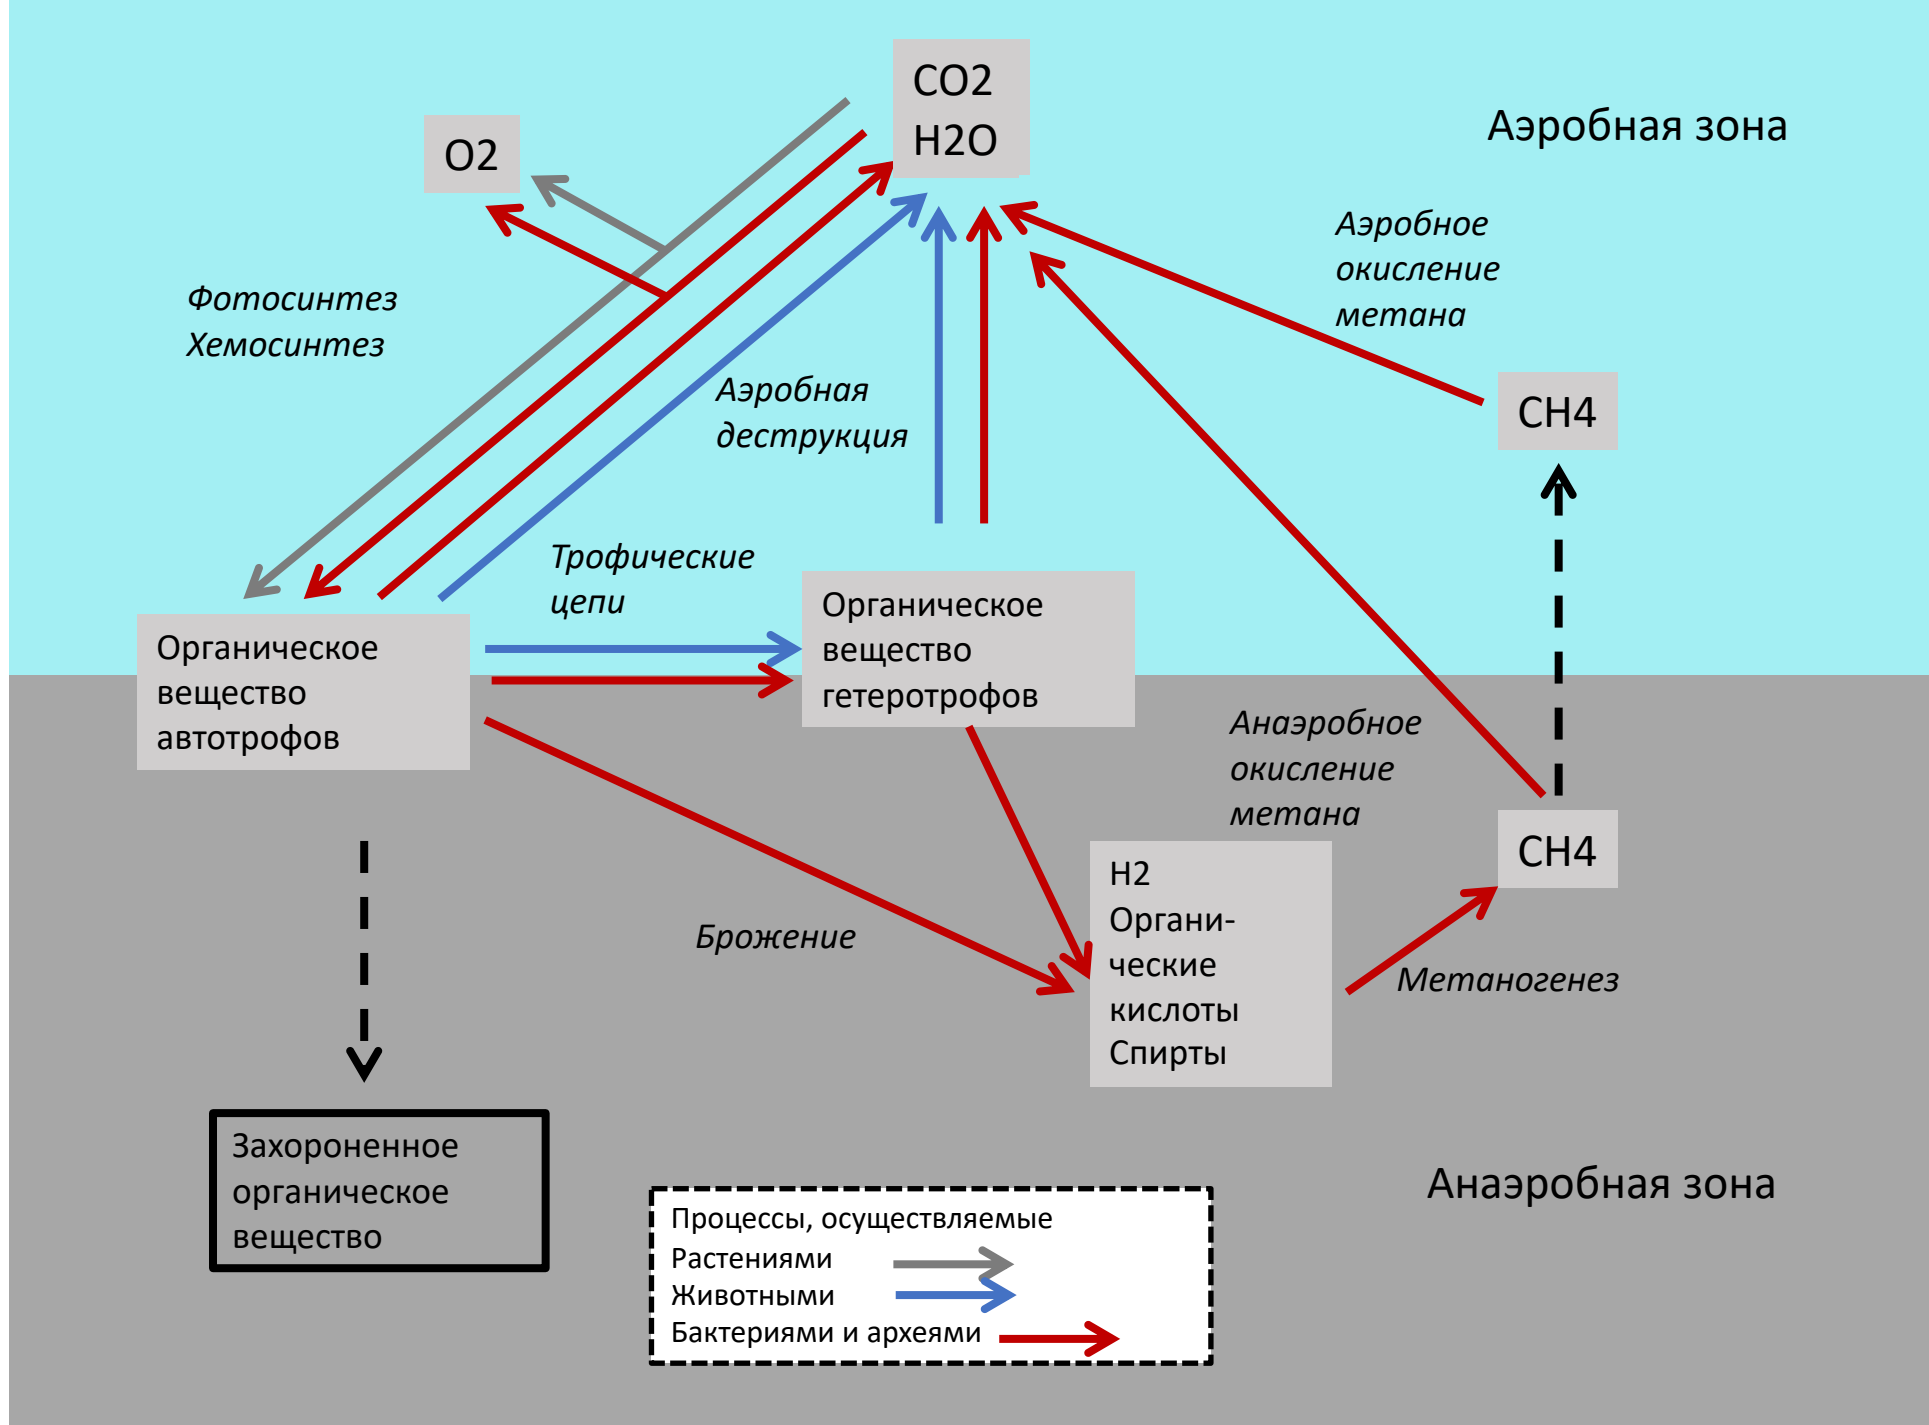 CO2
H2O
Аэробная зона
O2
Аэробное
окисление
метана
Фотосинтез
Хемосинтез
Аэробная
деструкция
CH4
Трофические
цепи
Органическое
вещество
автотрофов
Органическое
вещество
гетеротрофов
Анаэробное
окисление
метана
CH4
H2
Органи-
ческие
кислоты
Спирты
Брожение
Метаногенез
Захороненное
органическое
вещество
Анаэробная зона
Процессы, осуществляемые
Растениями
Животными
Бактериями и археями